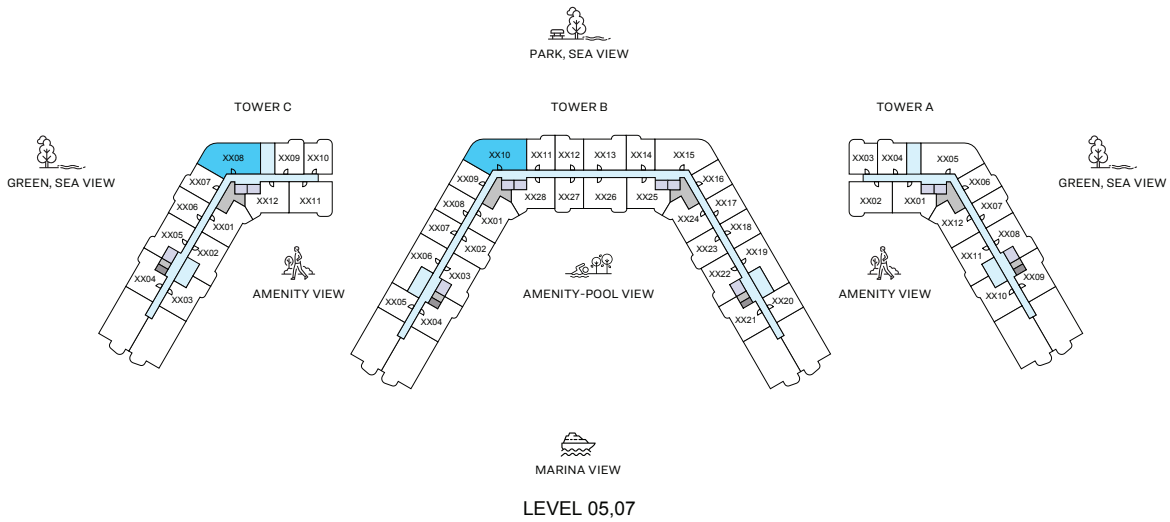 PARK, SEA VIEW
TOWER C
TOWER B
TOWER A
GREEN, SEA VIEW
GREEN, SEA VIEW
XX08
XX09
XX10
XX07
XX06
XX05
XX04
XX03
XX02
XX01
XX12
XX11
XX10
XX11
XX12
XX13
XX14
XX15
XX09
XX08
XX07
XX06
XX05
XX04
XX03
XX02
XX01
XX28
XX27
XX26
XX25
XX24
XX23
XX22
XX21
XX16
XX17
XX18
XX19
XX20
XX03
XX04
XX05
XX02
XX01
XX12
XX11
XX10
XX06
XX07
XX08
XX09
AMENITY VIEW
AMENITY-POOL VIEW
AMENITY VIEW
MARINA VIEW
LEVEL 05,07